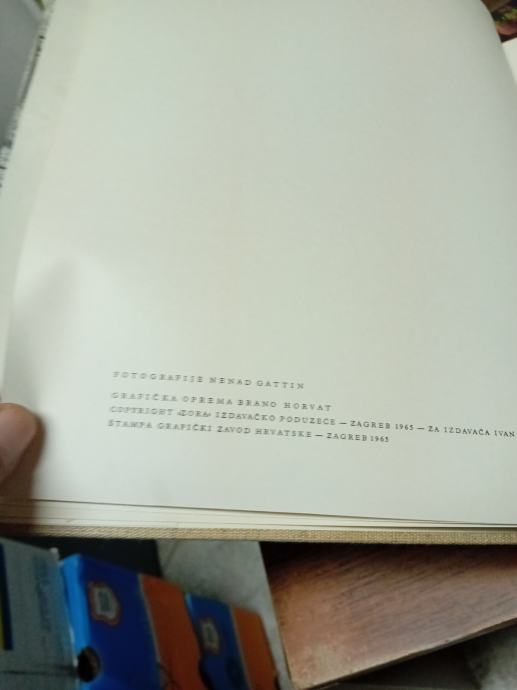 FOTOGRAFIJE NENAD GATTIN
GRAFIČKA OPREMA BRANO HORVAT
COPYRIGHT »ZORA« IZDAVAČKO PODUZEĆE — ZAGREB 1965 — ZA IZDAVAČA IVAN
ŠTAMPA GRAFIČKI ZAVOD HRVATSKE — ZAGREB 1965